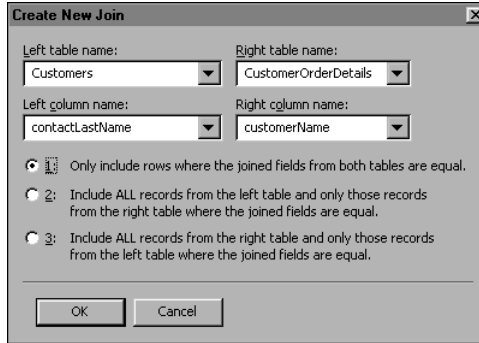 Create New Join
Left table name: Right table name:
Customers CustomerOrderDetails
Left column name: Right column name:
contactLastName customerName
1: Only include rows where the joined fields from both tables are equal.
2: Include ALL records from the left table and only those records
from the right table where the joined fields are equal.
3: Include ALL records from the right table and only those records
from the left table where the joined fields are equal.
OK Cancel